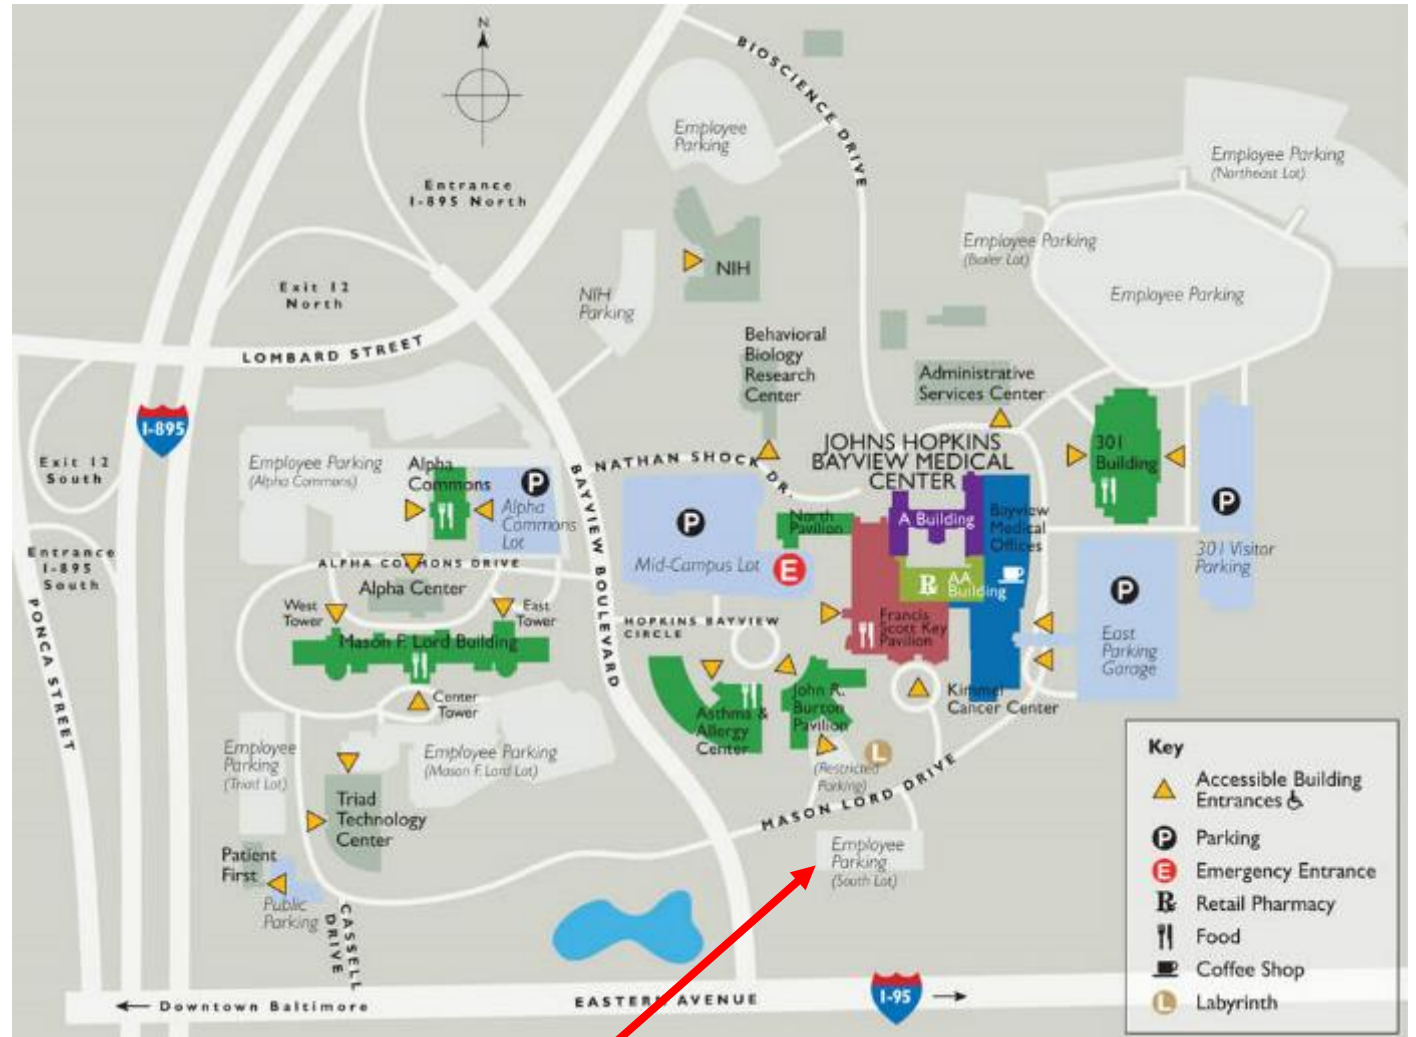 N
BIOSCIENCE DRIVE
Employee
Parking
Employee Parking
(Northeast Lot)
Entrance
I-895 North
Employee Parking
(Boiler Lot)
NIH
Exit 12
North
NIH
Parking
Employee Parking
LOMBARD STREET
Behavioral
Biology
Research
Center
Administrative
Services Center
I-895
JOHNS HOPKINS
BAYVIEW MEDICAL
CENTER
301
Building
Exit 12
South
Employee Parking
(Alpha Commons)
Alpha
Commons
P
Alpha
Commons
Lot
BAYVIEW BOULEVARD
NATHAN SHOCK DR.
P
Mid-Campus Lot
North
Pavilion
E
A Building
Bayview
Medical
Offices
P
301 Visitor
Parking
Entrance
I-895
South
ALPHA COMMONS DRIVE
Alpha Center
AA
Building
P
PONCA STREET
West
Tower
East
Tower
Mason F. Lord Building
HOPKINS BAYVIEW
CIRCLE
Francis
Scott Key
Pavilion
East
Parking
Garage
Center
Tower
Asthma &
Allergy
Center
John R.
Burton
Pavilion
Kimmel
Cancer Center
Employee
Parking
(Triad Lot)
Employee Parking
(Mason F. Lord Lot)
L
(Restricted
Parking)
MASON LORD DRIVE
Triad
Technology
Center
Employee
Parking
(South Lot)
Patient
First
Public
Parking
CASSELL
DRIVE
Downtown Baltimore
EASTERN AVENUE
I-95
Key
Accessible Building
Entrances
P Parking
E Emergency Entrance
Retail Pharmacy
Food
Coffee Shop
L Labyrinth